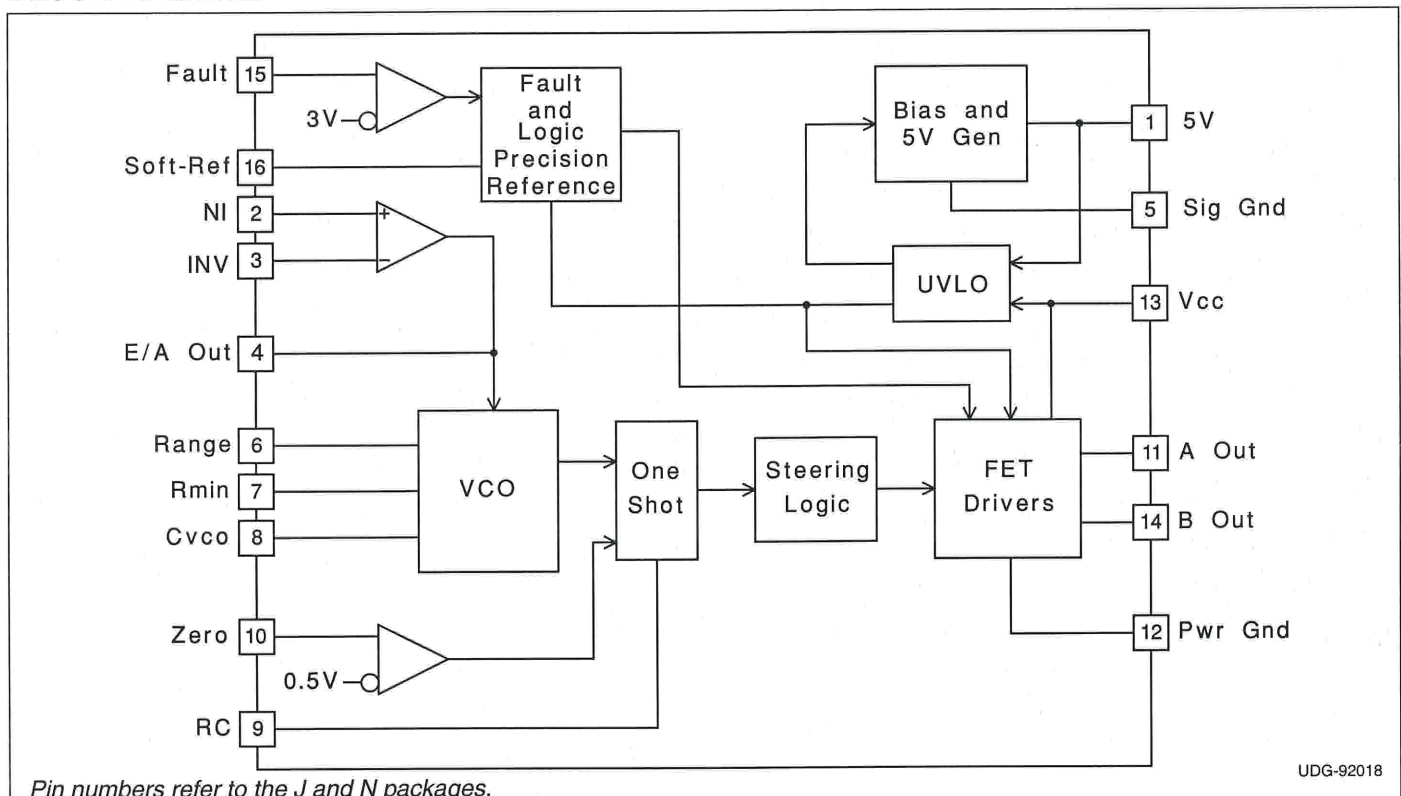 Fault 15
3V
Soft-Ref 16
NI 2
INV 3
E/A Out 4
Range 6
Rmin 7
Cvco 8
Zero 10
0.5V
RC 9
+
−
Fault
and
Logic
Precision
Reference
Bias and
5V Gen
UVLO
VCO
One
Shot
Steering
Logic
FET
Drivers
1 5V
5 Sig Gnd
13 Vcc
11 A Out
14 B Out
12 Pwr Gnd
UDG-92018
Pin numbers refer to the J and N packages.